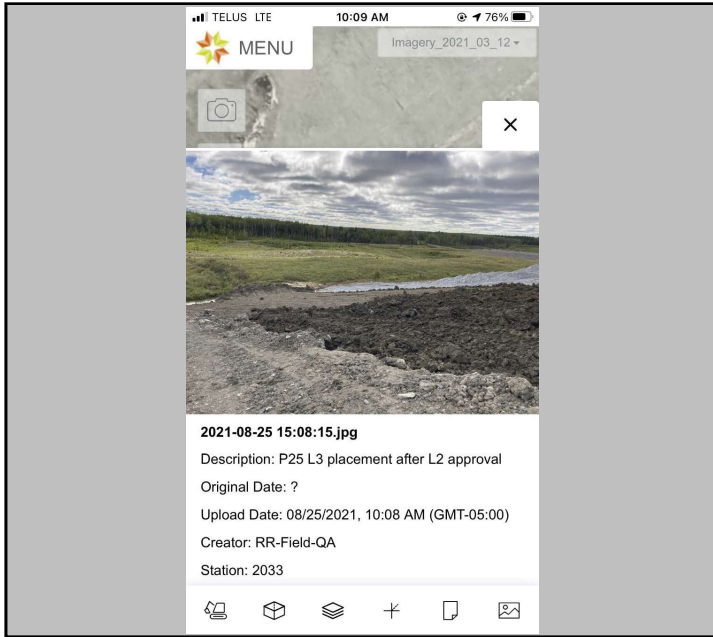 TELUS LTE 10:09 AM 76%
MENU Imagery_2021_03_12
2021-08-25 15:08:15.jpg
Description: P25 L3 placement after L2 approval
Original Date: ?
Upload Date: 08/25/2021, 10:08 AM (GMT-05:00)
Creator: RR-Field-QA
Station: 2033